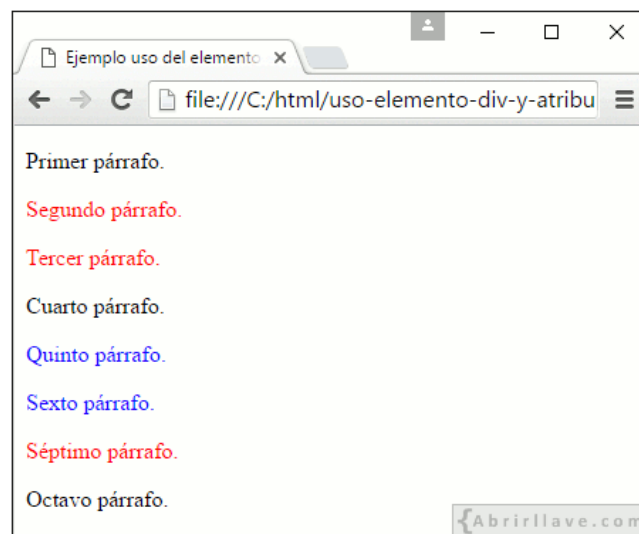 Ejemplo uso del elemento
file:///C:/html/uso-elemento-div-y-atribu
Primer párrafo.
Segundo párrafo.
Tercer párrafo.
Cuarto párrafo.
Quinto párrafo.
Sexto párrafo.
Séptimo párrafo.
Octavo párrafo.
{Abrirllave.com